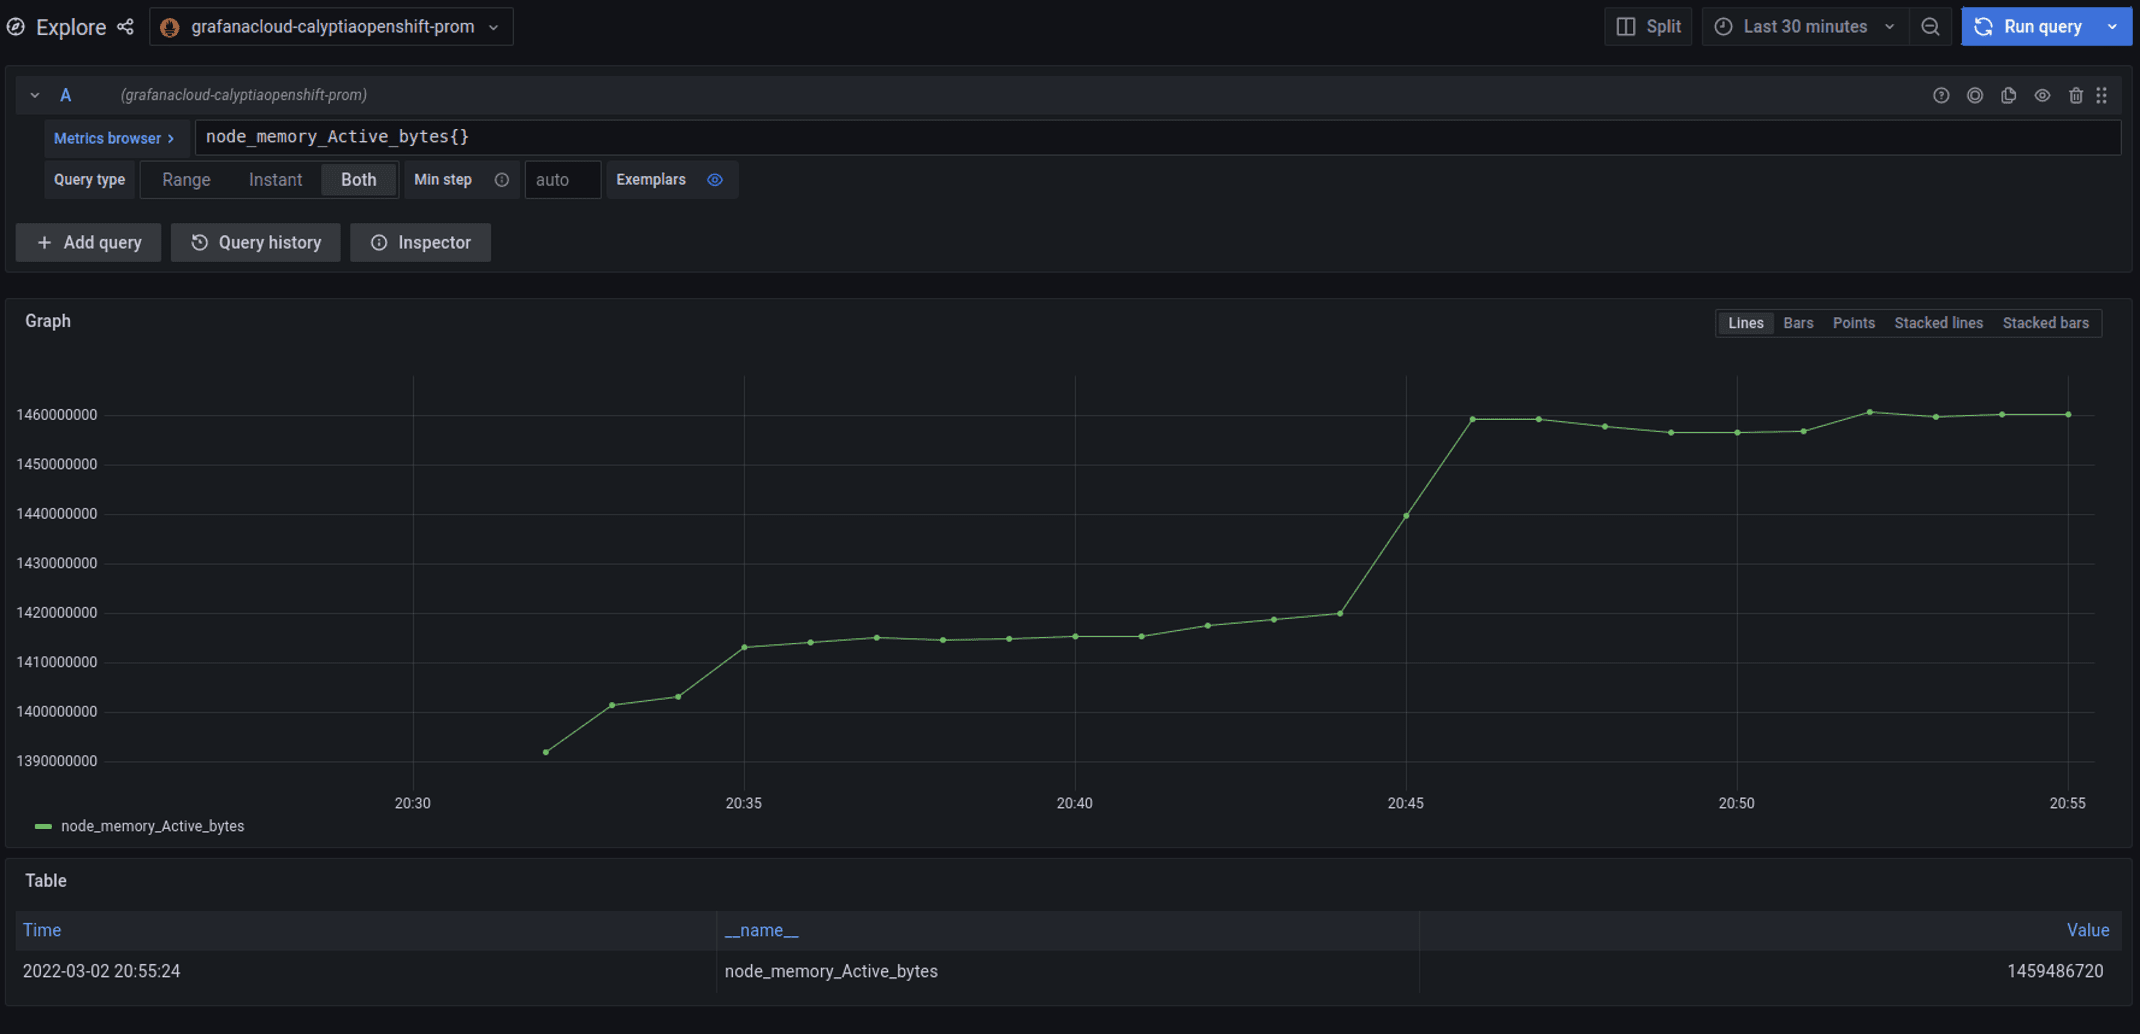 Explore grafanacloud-calyptiaopenshift-prom Split Last 30 minutes Run query
A (grafanacloud-calyptiaopenshift-prom)
Metrics browser > node_memory_Active_bytes{}
Query type Range Instant Both Min step auto Exemplars
+ Add query Query history Inspector
Graph Lines Bars Points Stacked lines Stacked bars
1460000000
1450000000
1440000000
1430000000
1420000000
1410000000
1400000000
1390000000
20:30 20:35 20:40 20:45 20:50 20:55
node_memory_Active_bytes
Table
Time __name__ Value
2022-03-02 20:55:24 node_memory_Active_bytes 1459486720